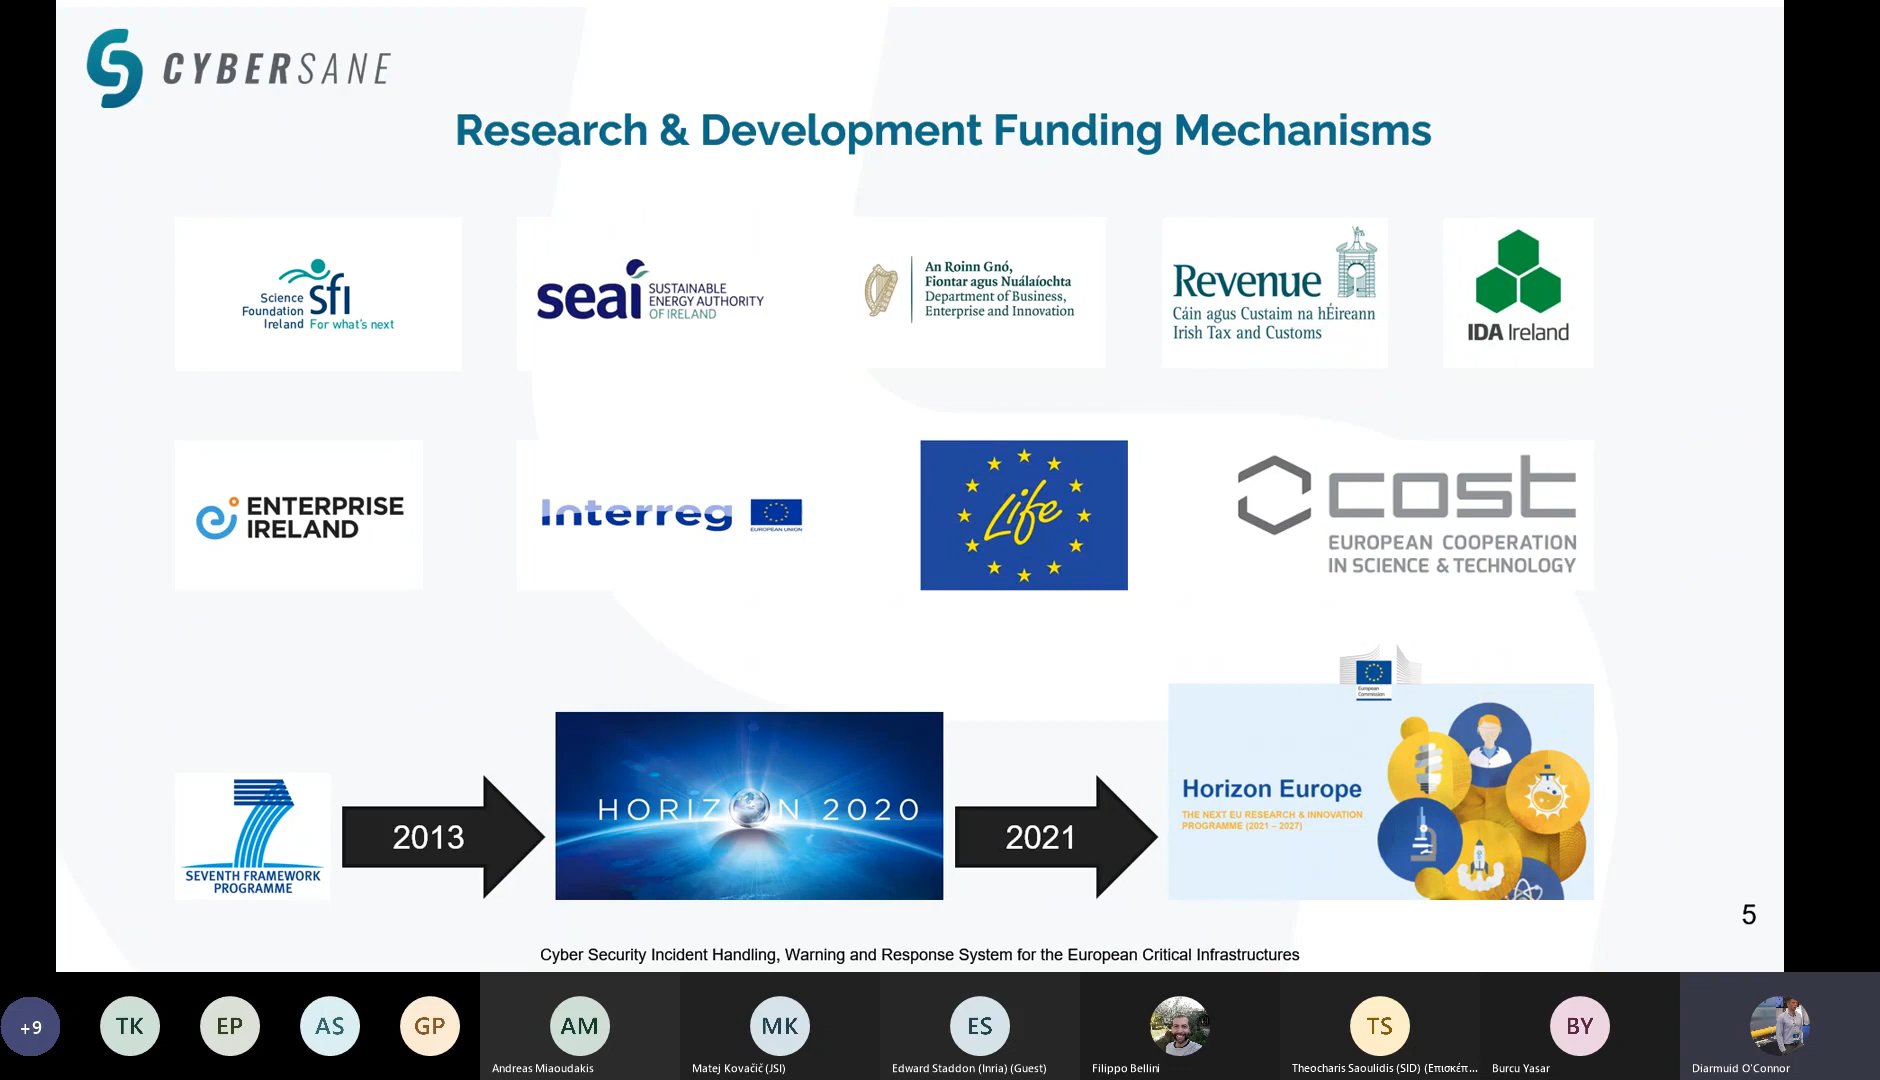 CYBERSANE
Research & Development Funding Mechanisms
Science
Foundation
Ireland
sfi
For what's next
seai
SUSTAINABLE
ENERGY AUTHORITY
OF IRELAND
An Roinn Gnó,
Fiontar agus Nuálaíochta
Department of Business,
Enterprise and Innovation
Revenue
Cáin agus Custaim na hÉireann
Irish Tax and Customs
IDA Ireland
ENTERPRISE
IRELAND
Interreg
EUROPEAN UNION
Life
cost
EUROPEAN COOPERATION
IN SCIENCE & TECHNOLOGY
7
SEVENTH FRAMEWORK
PROGRAMME
2013
HORIZON 2020
2021
European
Commission
Horizon Europe
THE NEXT EU RESEARCH & INNOVATION
PROGRAMME (2021 – 2027)
5
Cyber Security Incident Handling, Warning and Response System for the European Critical Infrastructures
+9
TK
EP
AS
GP
AM
Andreas Miaoudakis
MK
Matej Kovačič (JSI)
ES
Edward Staddon (Inria) (Guest)
Filippo Bellini
TS
Theocharis Saoulidis (SID) (Επισκέπ...
BY
Burcu Yasar
Diarmuid O'Connor